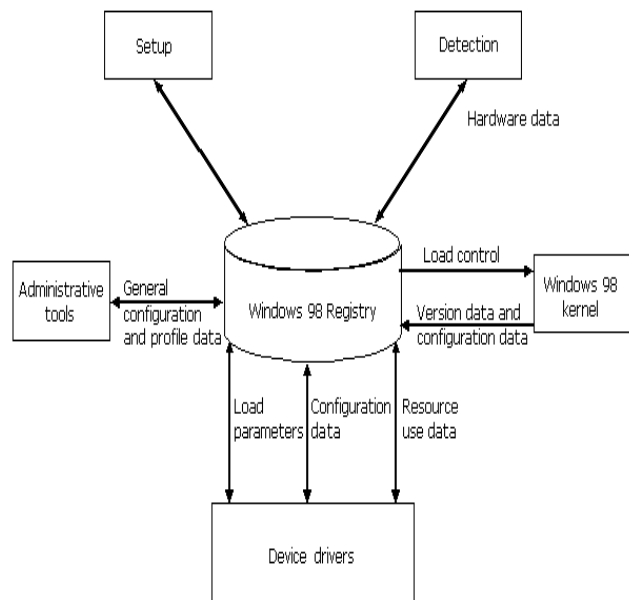 Setup
Detection
Hardware data
Administrative
tools
General
configuration
and profile data
Windows 98 Registry
Load control
Version data and
configuration data
Windows 98
kernel
Load
parameters
Configuration
data
Resource
use data
Device drivers